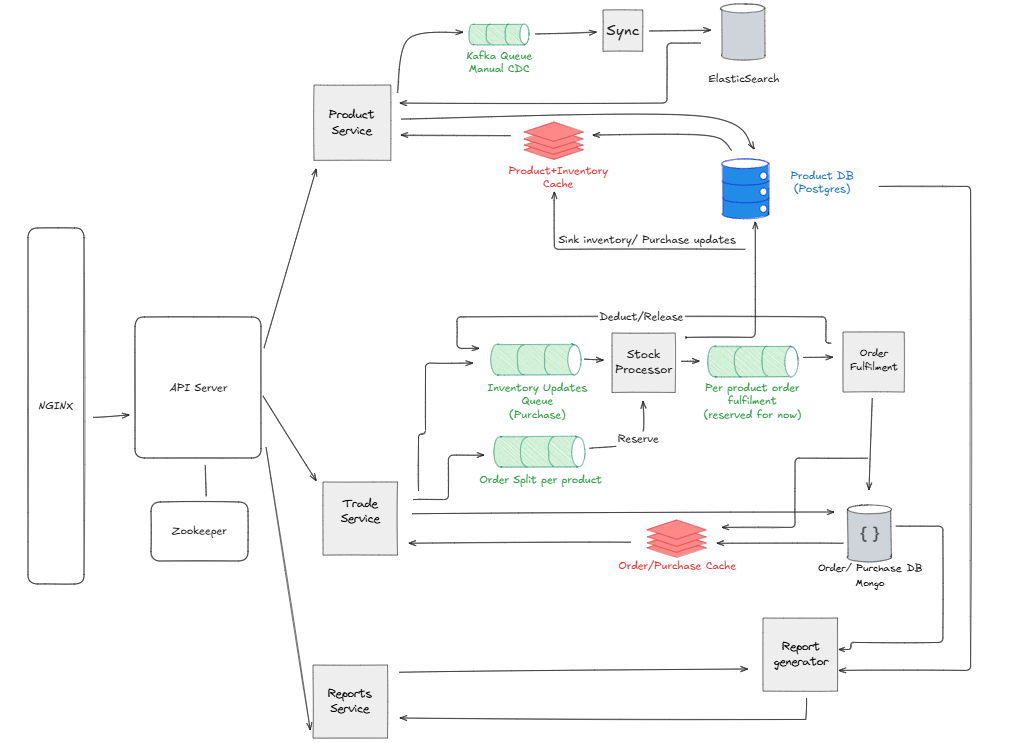 Kafka Queue
Manual CDC
Sync
ElasticSearch
Product
Service
Product+Inventory
Cache
Product DB
(Postgres)
Sink inventory/ Purchase updates
NGINX
API Server
Zookeeper
Deduct/Release
Inventory Updates
Queue
(Purchase)
Stock
Processor
Per product order
fulfilment
(reserved for now)
Order
Fulfilment
Reserve
Order Split per product
Trade
Service
Order/Purchase Cache
{ }
Order/ Purchase DB
Mongo
Report
generator
Reports
Service